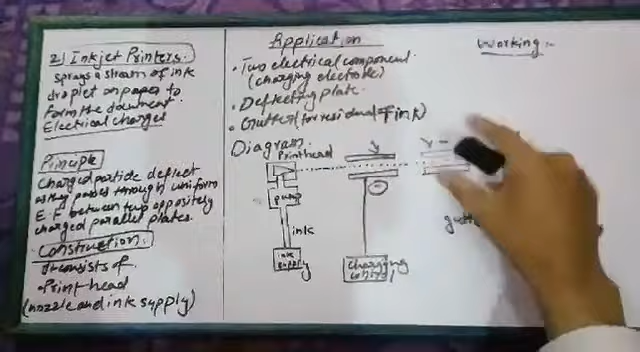 2) Inkjet Printers:
sprays a stream of ink
droplet on paper to
form the document.
Electrical charges
Principle
Charged particle deflect
as they passes through uniform
E.F between two oppositely
charged parallel plates.
Construction:
It consists of
• Print head
(nozzle and ink supply)
Application
• Two electrical component
(charging electrode)
• Deflecting plate.
• Gutter (for residual of ink)
Diagram:
Printhead
pump
ink
ink
supply
charging
Working :-